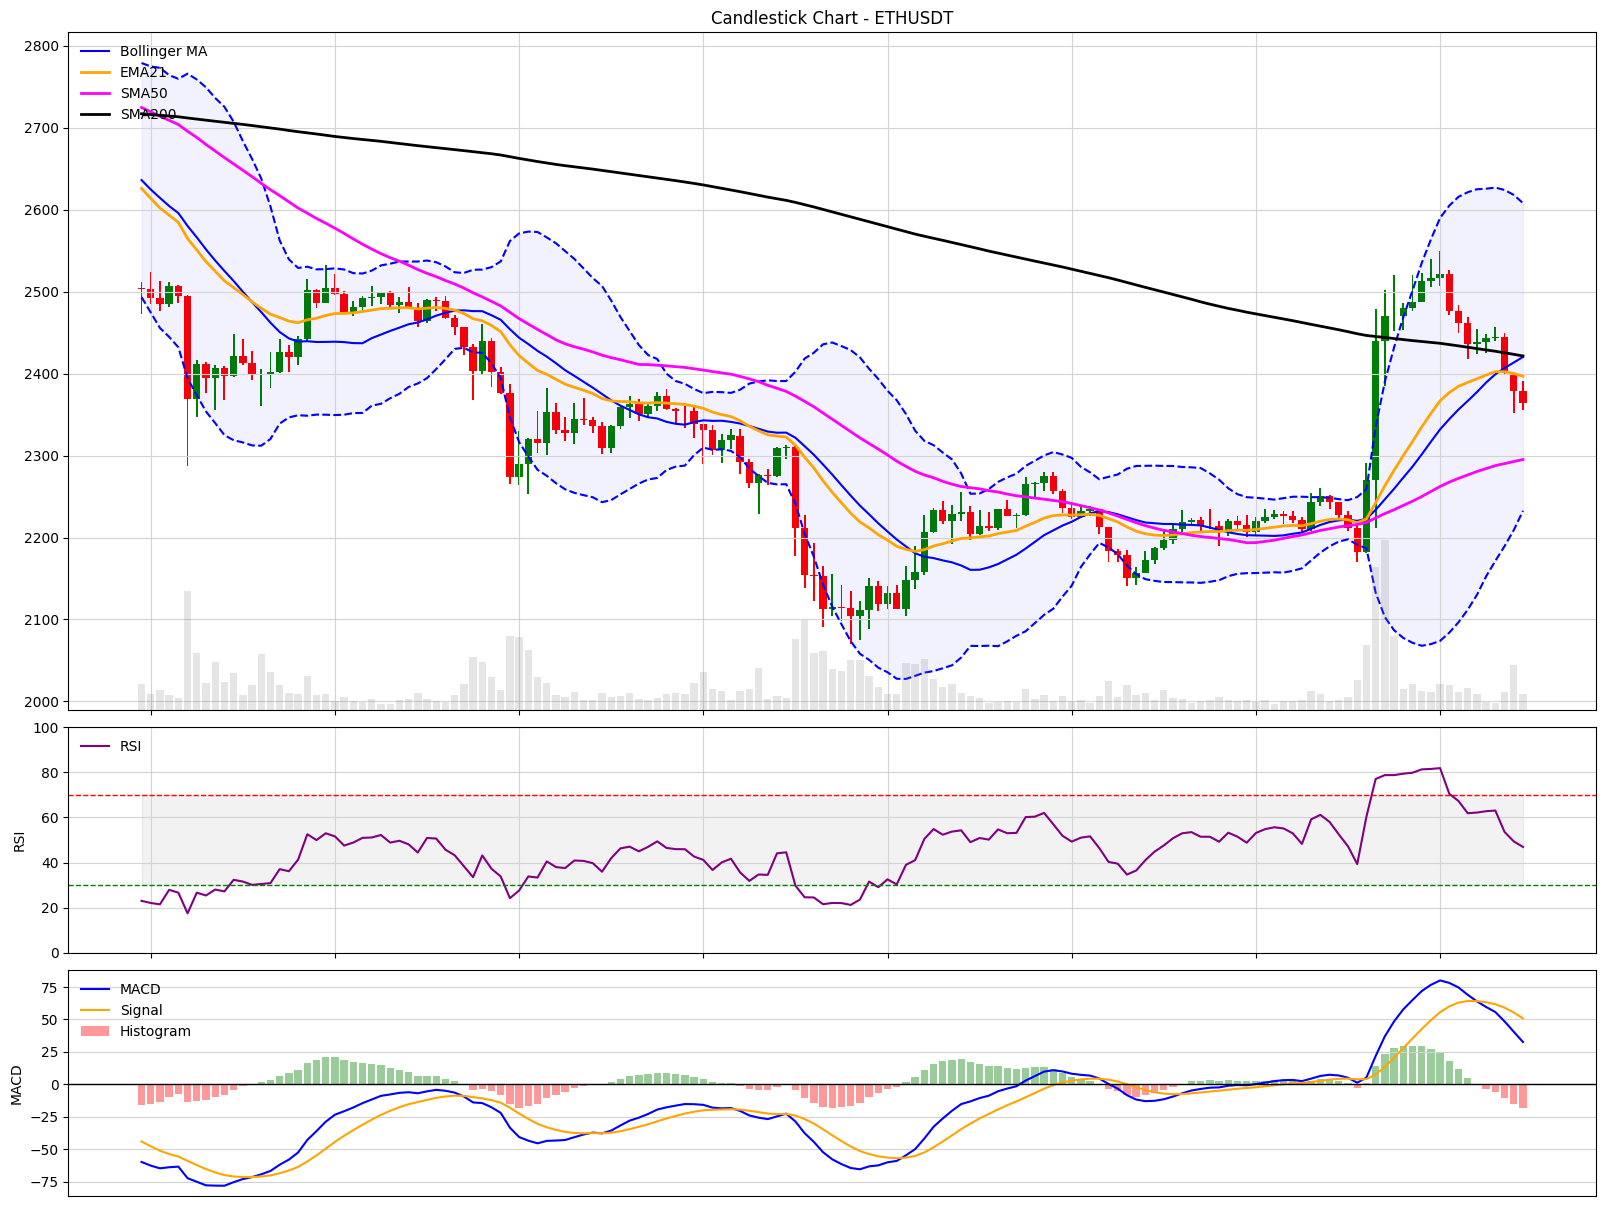 Candlestick Chart - ETHUSDT
Bollinger MA
EMA21
SMA50
SMA200
2800
2700
2600
2500
2400
2300
2200
2100
2000
RSI
RSI
100
80
60
40
20
0
MACD
Signal
Histogram
MACD
75
50
25
0
−25
−50
−75